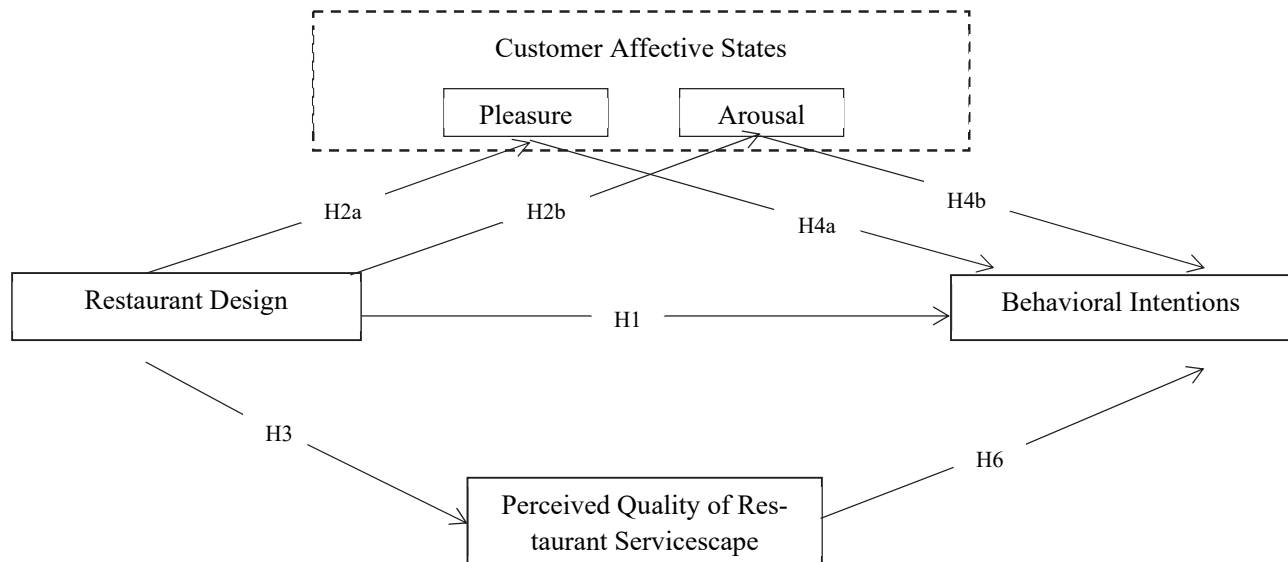 Customer Affective States
Pleasure
Arousal
H2a
H2b
H4a
H4b
Restaurant Design
Behavioral Intentions
H1
H3
H6
Perceived Quality of Res-
taurant Servicescape